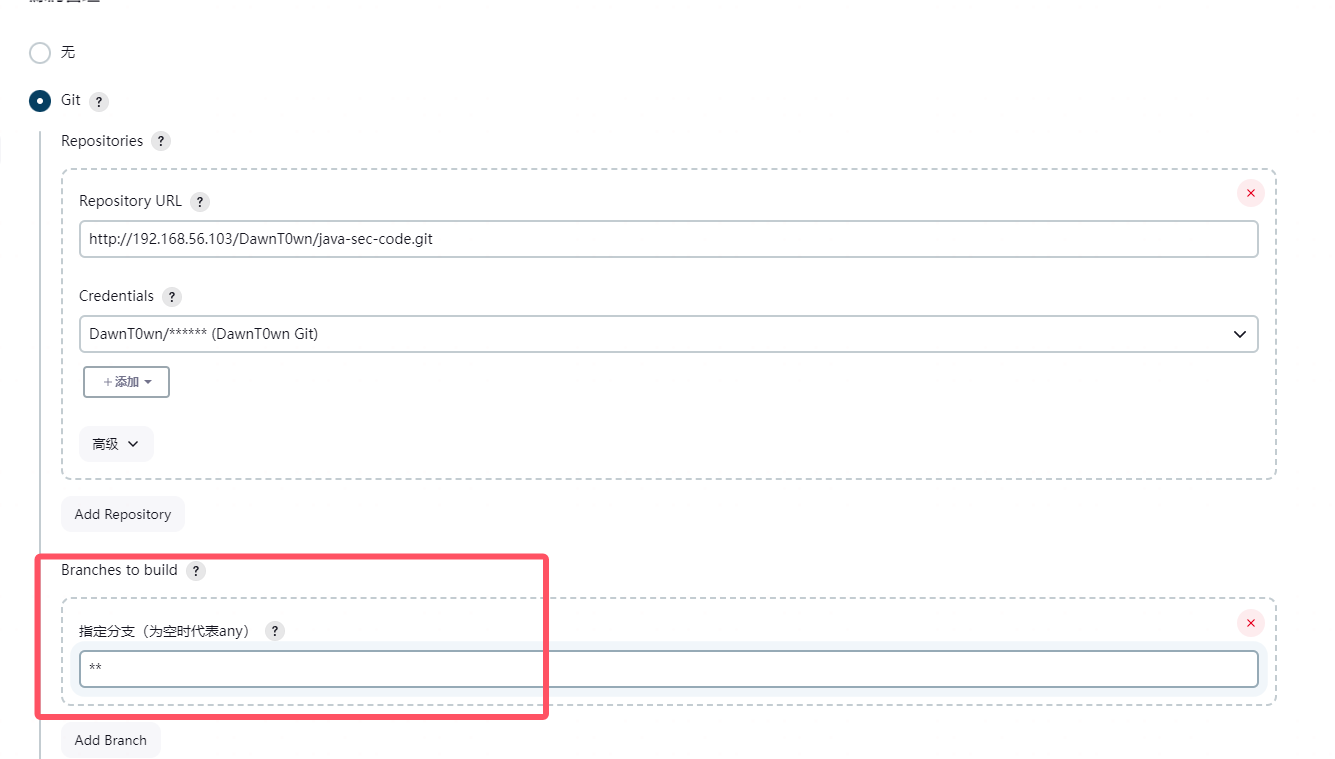 无
Git ?
Repositories ?
Repository URL ?
http://192.168.56.103/DawnT0wn/java-sec-code.git
Credentials ?
DawnT0wn/****** (DawnT0wn Git)
+ 添加
高级
Add Repository
Branches to build ?
指定分支（为空时代表any） ?
**
Add Branch